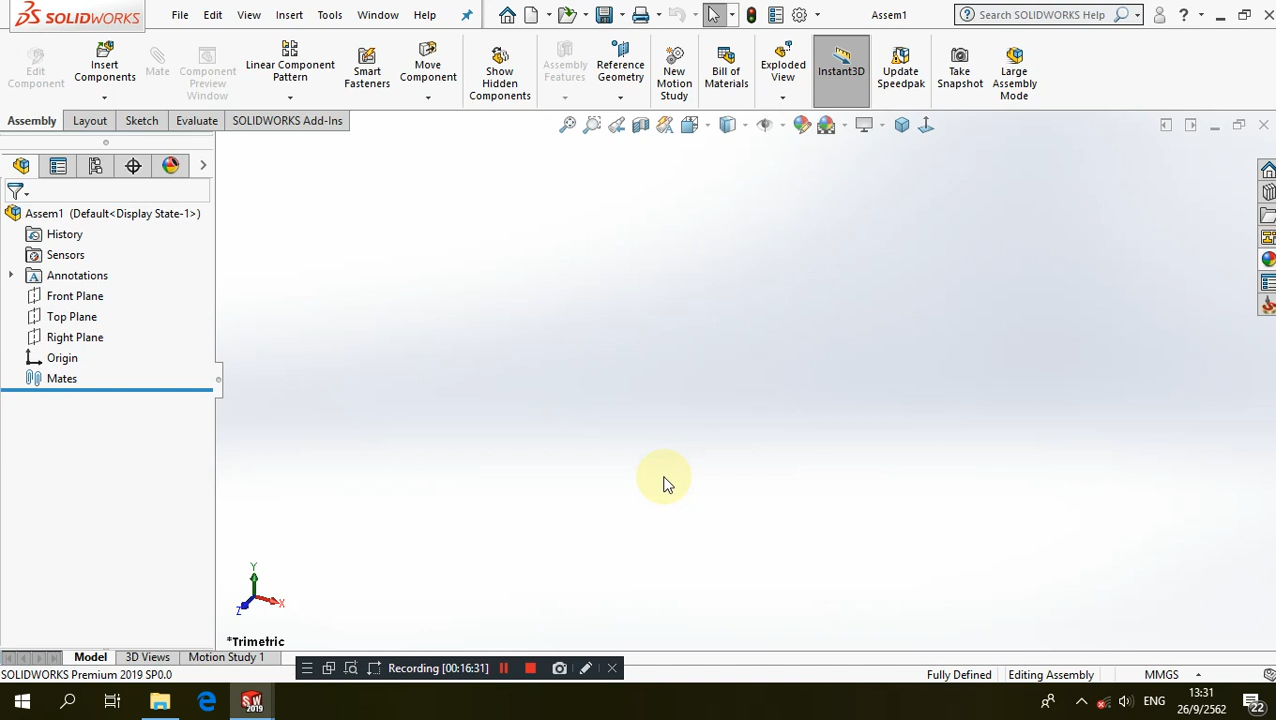 SOLIDWORKS
File Edit View Insert Tools Window Help
Assem1
Search SOLIDWORKS Help
?
Edit Component
Insert Components
Mate
Component Preview Window
Linear Component Pattern
Smart Fasteners
Move Component
Show Hidden Components
Assembly Features
Reference Geometry
New Motion Study
Bill of Materials
Exploded View
Instant3D
Update Speedpak
Take Snapshot
Large Assembly Mode
Assembly Layout Sketch Evaluate SOLIDWORKS Add-Ins
Assem1 (Default<Display State-1>)
History
Sensors
Annotations
Front Plane
Top Plane
Right Plane
Origin
Mates
Y
X
Z
*Trimetric
Model 3D Views Motion Study 1
Recording [00:16:31]
SOLIDWORKS Premium 2019 SP0.0
Fully Defined
Editing Assembly
MMGS
SW
2019
ENG
13:31
26/9/2562
22